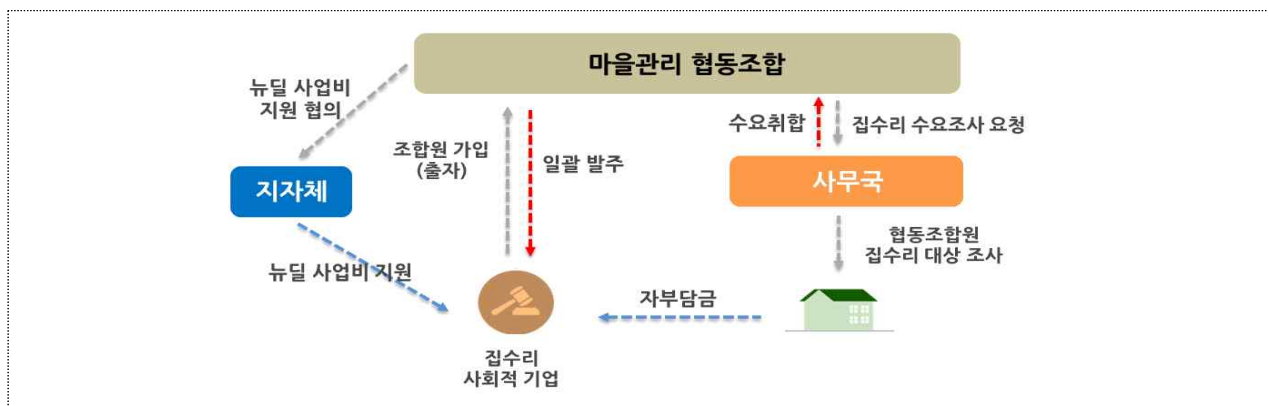 마을관리 협동조합
뉴딜 사업비
지원 협의
조합원 가입
(출자)
일괄 발주
수요취합
집수리 수요조사 요청
지자체
사무국
협동조합원
집수리 대상 조사
뉴딜 사업비 지원
자부담금
집수리
사회적 기업